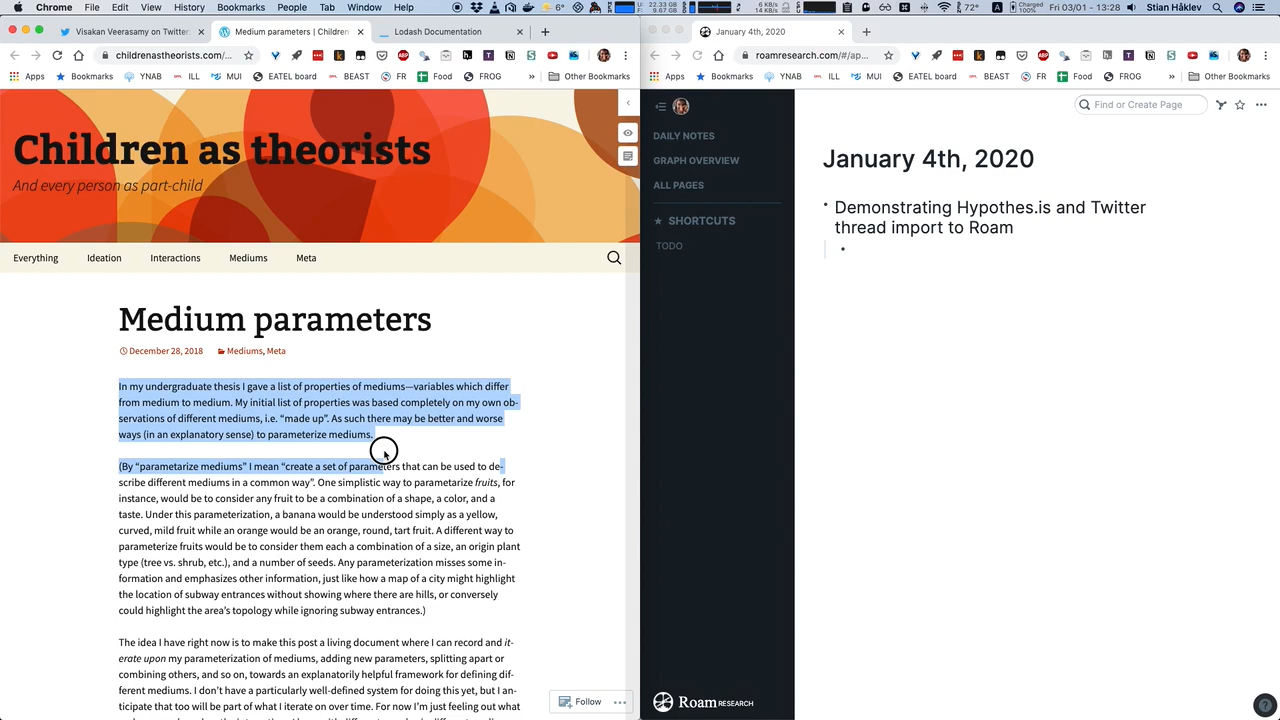 Chrome File Edit View History Bookmarks People Tab Window Help
U: 22.33 GB
F: 9.67 GB
6 KB/s
14 KB/s
6°
72°
Charged
100%
Fri 03/01 • 13:28 Stian Håklev
Visakan Veerasamy on Twitter:
Medium parameters | Children
Lodash Documentation
childrenastheorists.com/...
Apps Bookmarks YNAB ILL MUI EATEL board BEAST FR Food FROG » Other Bookmarks
Children as theorists
And every person as part-child
Everything Ideation Interactions Mediums Meta
Medium parameters
December 28, 2018 Mediums, Meta
In my undergraduate thesis I gave a list of properties of mediums—variables which differ
from medium to medium. My initial list of properties was based completely on my own ob-
servations of different mediums, i.e. “made up”. As such there may be better and worse
ways (in an explanatory sense) to parameterize mediums.
(By “parametarize mediums” I mean “create a set of parameters that can be used to de-
scribe different mediums in a common way”. One simplistic way to parametarize fruits, for
instance, would be to consider any fruit to be a combination of a shape, a color, and a
taste. Under this parameterization, a banana would be understood simply as a yellow,
curved, mild fruit while an orange would be an orange, round, tart fruit. A different way to
parameterize fruits would be to consider them each a combination of a size, an origin plant
type (tree vs. shrub, etc.), and a number of seeds. Any parameterization misses some in-
formation and emphasizes other information, just like how a map of a city might highlight
the location of subway entrances without showing where there are hills, or conversely
could highlight the area’s topology while ignoring subway entrances.)
The idea I have right now is to make this post a living document where I can record and it-
erate upon my parameterization of mediums, adding new parameters, splitting apart or
combining others, and so on, towards an explanatorily helpful framework for defining dif-
ferent mediums. I don’t have a particularly well-defined system for doing this yet, but I an-
ticipate that too will be part of what I iterate on over time. For now I’m just feeling out what
Follow
January 4th, 2020
roamresearch.com/#/ap...
Apps Bookmarks YNAB ILL MUI EATEL board BEAST FR Food FROG » Other Bookmarks
Find or Create Page
DAILY NOTES
GRAPH OVERVIEW
ALL PAGES
SHORTCUTS
TODO
Roam RESEARCH
January 4th, 2020
Demonstrating Hypothes.is and Twitter
thread import to Roam